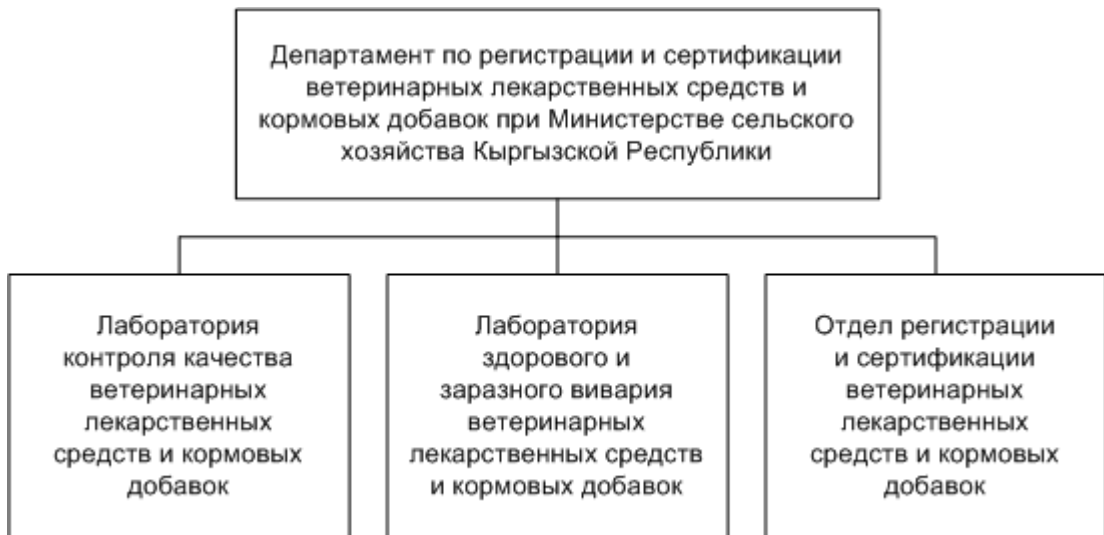 Департамент по регистрации и сертификации
ветеринарных лекарственных средств и
кормовых добавок при Министерстве сельского
хозяйства Кыргызской Республики
Лаборатория
контроля качества
ветеринарных
лекарственных
средств и кормовых
добавок
Лаборатория
здорового и
заразного вивария
ветеринарных
лекарственных средств
и кормовых добавок
Отдел регистрации
и сертификации
ветеринарных
лекарственных
средств и кормовых
добавок